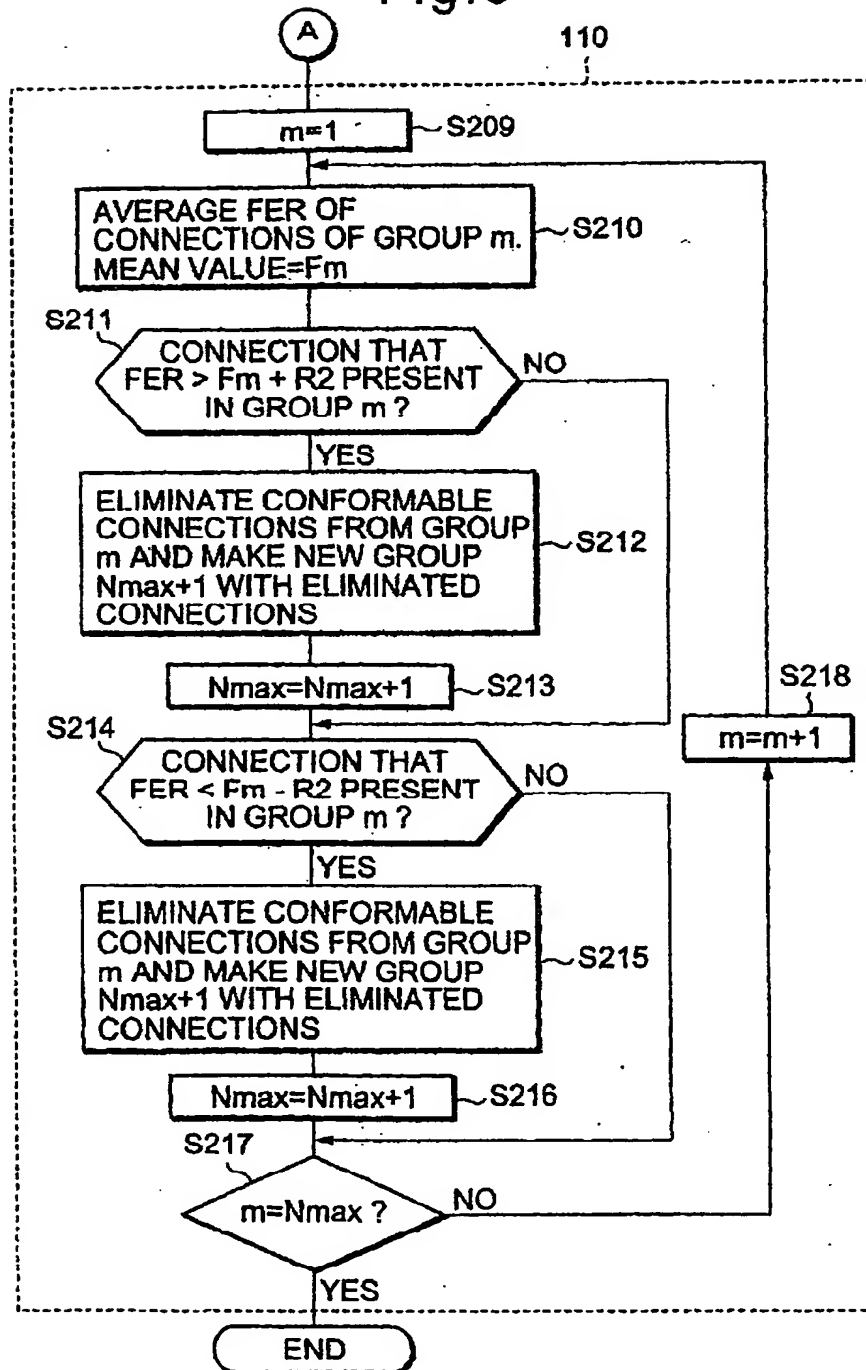 A
110
m=1
S209
AVERAGE FER OF
CONNECTIONS OF GROUP m.
MEAN VALUE=Fm
S210
S211
CONNECTION THAT
FER > Fm + R2 PRESENT
IN GROUP m ?
NO
YES
ELIMINATE CONFORMABLE
CONNECTIONS FROM GROUP
m AND MAKE NEW GROUP
Nmax+1 WITH ELIMINATED
CONNECTIONS
S212
Nmax=Nmax+1
S213
S218
m=m+1
S214
CONNECTION THAT
FER < Fm - R2 PRESENT
IN GROUP m ?
NO
YES
ELIMINATE CONFORMABLE
CONNECTIONS FROM GROUP
m AND MAKE NEW GROUP
Nmax+1 WITH ELIMINATED
CONNECTIONS
S215
Nmax=Nmax+1
S216
S217
m=Nmax ?
NO
YES
END